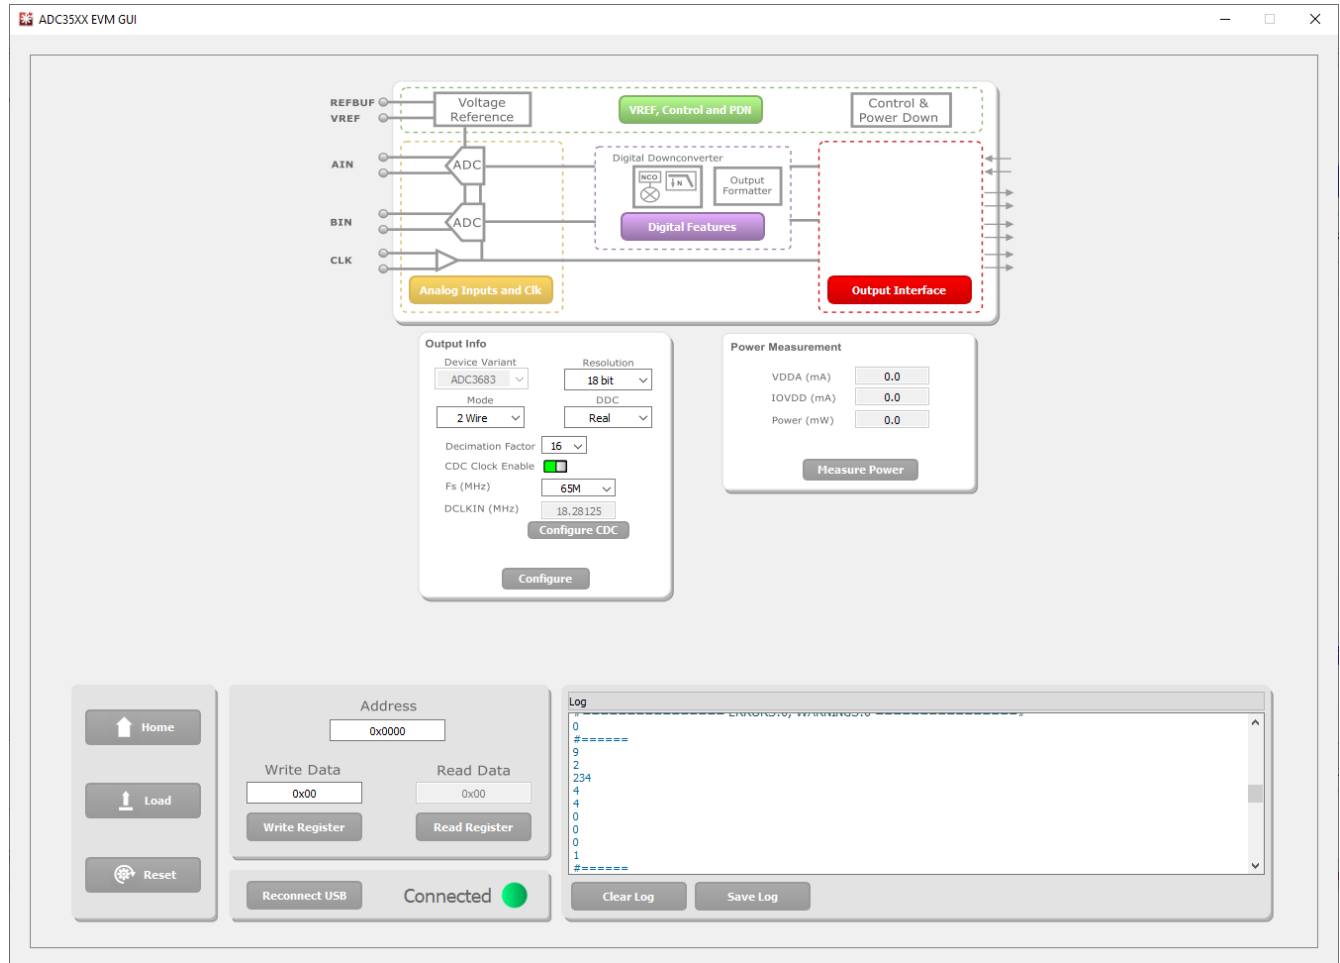 ADC35XX EVM GUI
REFBUF
VREF
Voltage
Reference
VREF, Control and PDN
Control &
Power Down
AIN
ADC
Digital Downconverter
NCO
N
Output
Formatter
BIN
ADC
Digital Features
CLK
Analog Inputs and Clk
Output Interface
Output Info
Device Variant
Resolution
ADC3683
18 bit
Mode
DDC
2 Wire
Real
Decimation Factor
16
CDC Clock Enable
Fs (MHz)
65M
DCLKIN (MHz)
18.28125
Configure CDC
Configure
Power Measurement
VDDA (mA)
0.0
IOVDD (mA)
0.0
Power (mW)
0.0
Measure Power
Home
Load
Reset
Address
0x0000
Write Data
Read Data
0x00
0x00
Write Register
Read Register
Reconnect USB
Connected
Log
#================ ERRORS:0, WARNINGS:0 ================#
0
#======
9
2
234
4
4
0
0
0
1
#======
Clear Log
Save Log